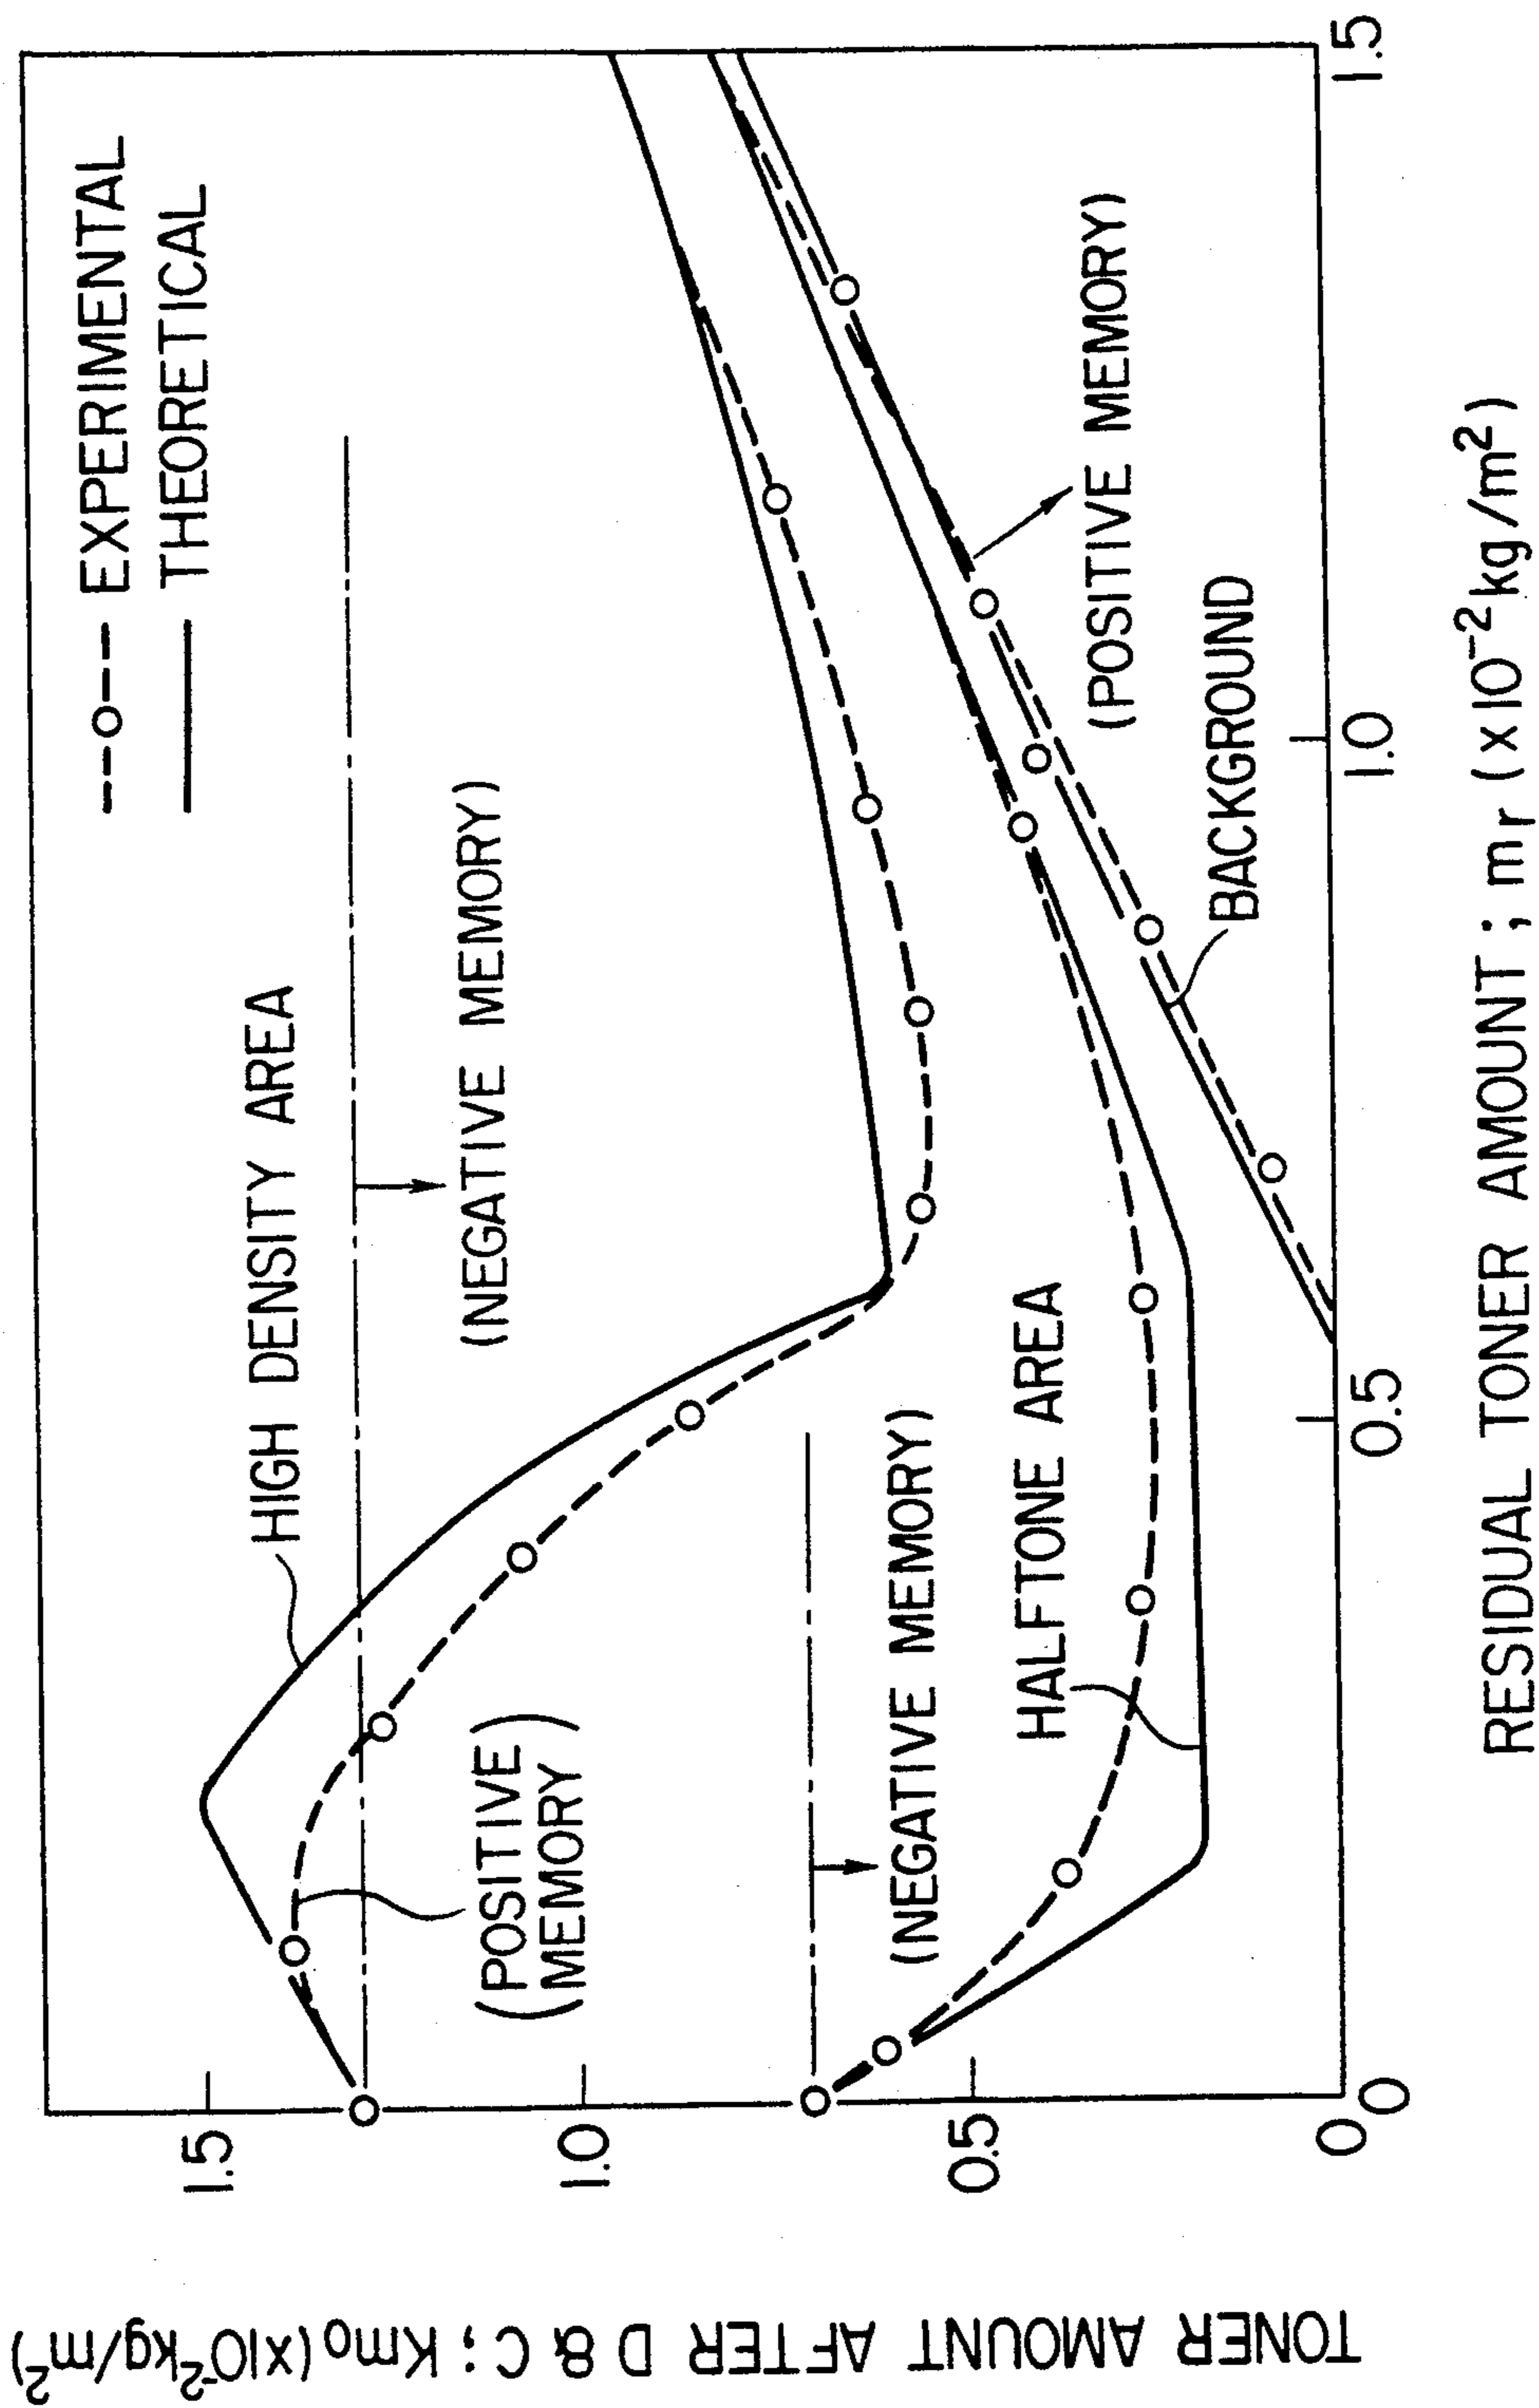 --o-- EXPERIMENTAL
THEORETICAL
HIGH DENSITY AREA
(NEGATIVE MEMORY)
(POSITIVE
MEMORY)
(NEGATIVE MEMORY)
HALFTONE AREA
(POSITIVE MEMORY)
BACKGROUND
1.5
1.0
0.5
0
0
0.5
1.0
1.5
TONER AMOUNT AFTER D & C; Km₀ (x10⁻²kg/m²)
RESIDUAL TONER AMOUNT; mr (x10⁻²kg/m²)